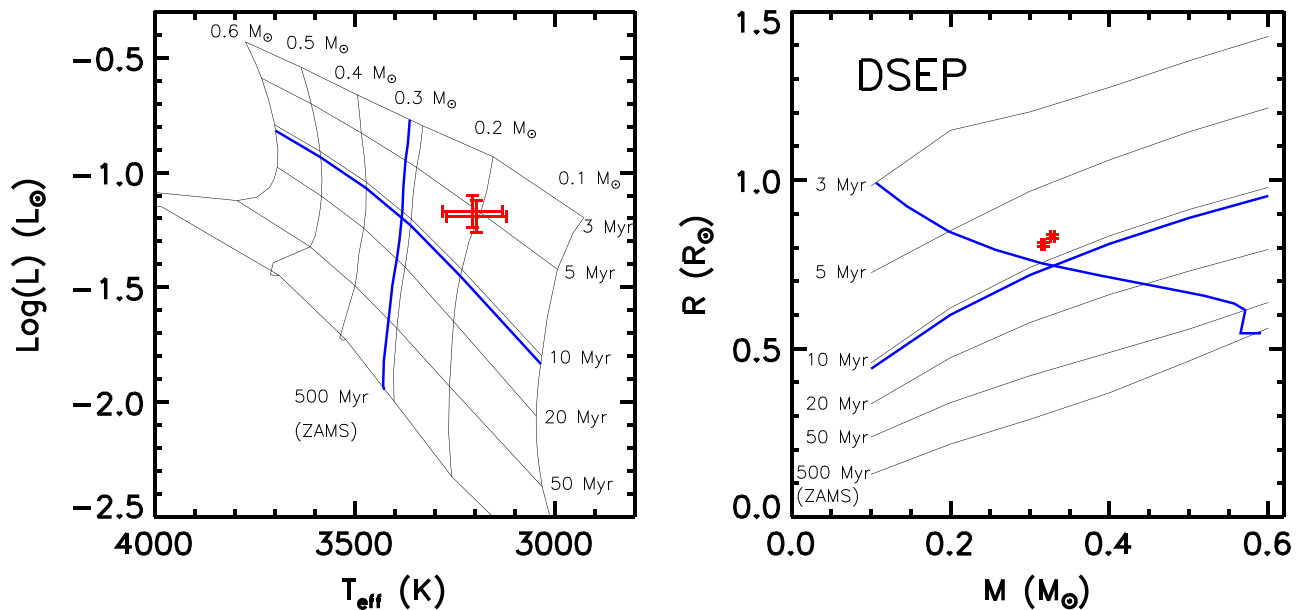 0.6 M⊙
0.5 M⊙
0.4 M⊙
0.3 M⊙
0.2 M⊙
0.1 M⊙
3 Myr
5 Myr
10 Myr
20 Myr
50 Myr
500 Myr
(ZAMS)
−0.5
−1.0
−1.5
−2.0
−2.5
Log(L) (L⊙)
4000 3500 3000
Teff (K)
DSEP
1.5
1.0
0.5
0.0
R (R⊙)
3 Myr
5 Myr
10 Myr
20 Myr
50 Myr
500 Myr
(ZAMS)
0.0 0.2 0.4 0.6
M (M⊙)